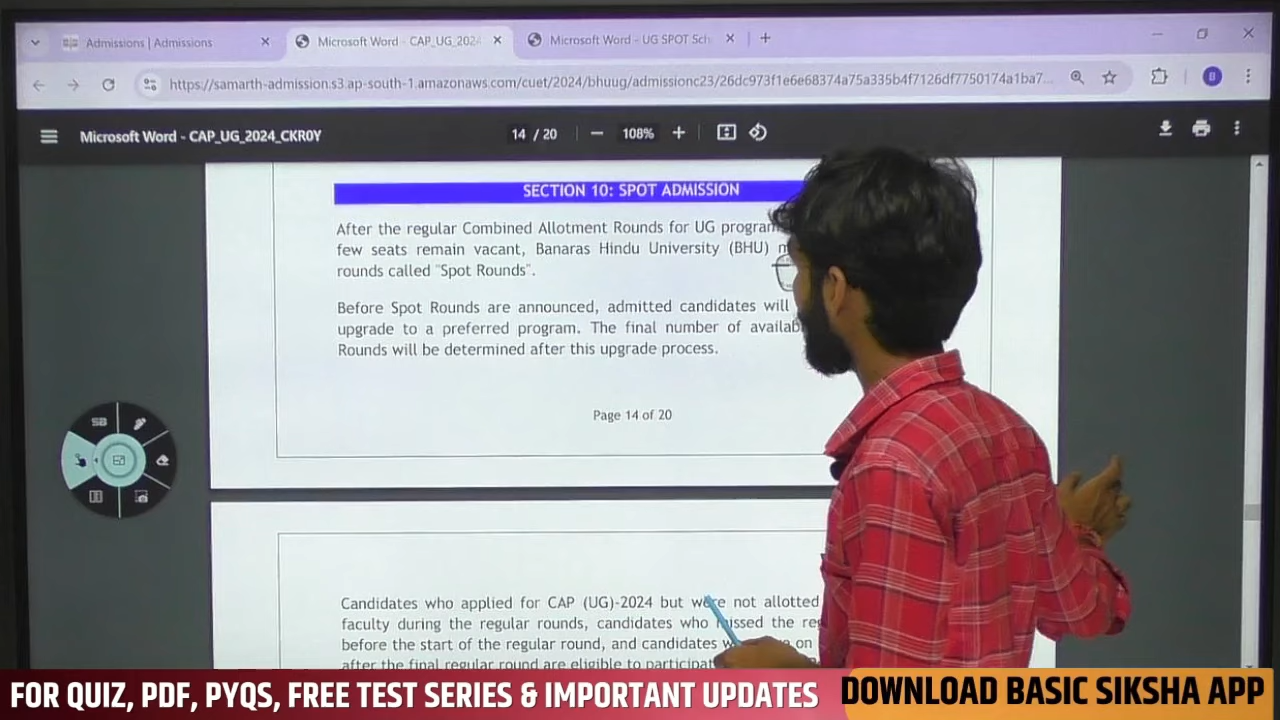 Admissions | Admissions
Microsoft Word - CAP_UG_2024
Microsoft Word - UG SPOT Sch
https://samarth-admission.s3.ap-south-1.amazonaws.com/cuet/2024/bhuug/admissionc23/26dc973f1e6e68374a75a335b4f7126df7750174a1ba7...
B
Microsoft Word - CAP_UG_2024_CKR0Y
14 / 20
108%
SECTION 10: SPOT ADMISSION
After the regular Combined Allotment Rounds for UG program
few seats remain vacant, Banaras Hindu University (BHU) m
rounds called "Spot Rounds".
Before Spot Rounds are announced, admitted candidates will
upgrade to a preferred program. The final number of availab
Rounds will be determined after this upgrade process.
Page 14 of 20
SB
Candidates who applied for CAP (UG)-2024 but were not allotted
faculty during the regular rounds, candidates who missed the reg
before the start of the regular round, and candidates on
after the final regular round are eligible to participat
FOR QUIZ, PDF, PYQS, FREE TEST SERIES & IMPORTANT UPDATES
DOWNLOAD BASIC SIKSHA APP